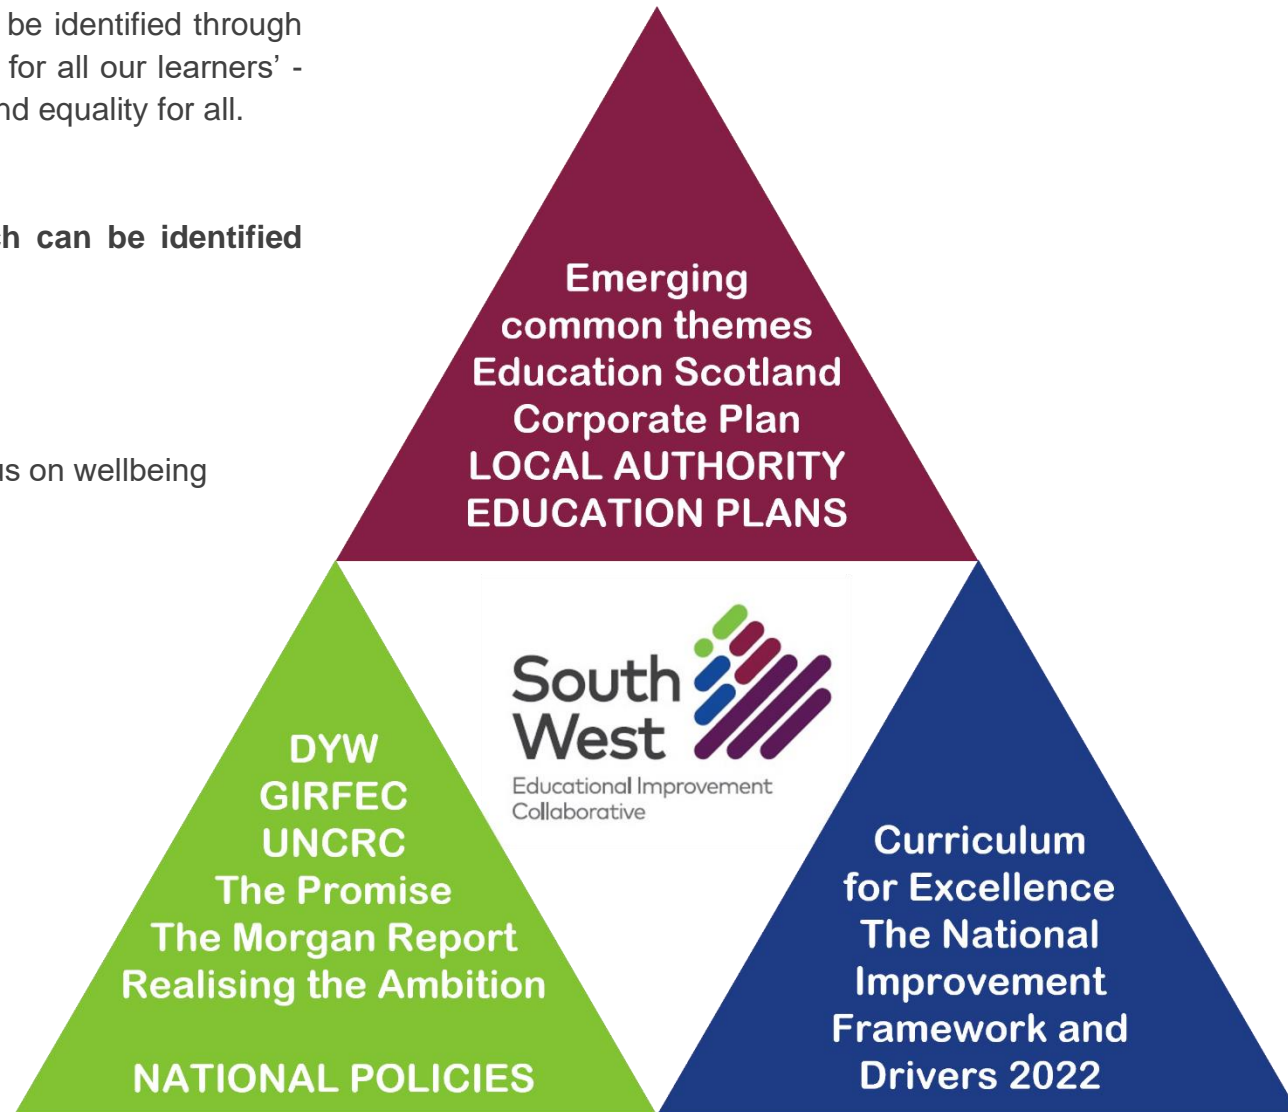 be identified through
for all our learners’ -
nd equality for all.
ch can be identified
us on wellbeing
Emerging
common themes
Education Scotland
Corporate Plan
LOCAL AUTHORITY
EDUCATION PLANS
South
West
Educational Improvement
Collaborative
DYW
GIRFEC
UNCRC
The Promise
The Morgan Report
Realising the Ambition
NATIONAL POLICIES
Curriculum
for Excellence
The National
Improvement
Framework and
Drivers 2022